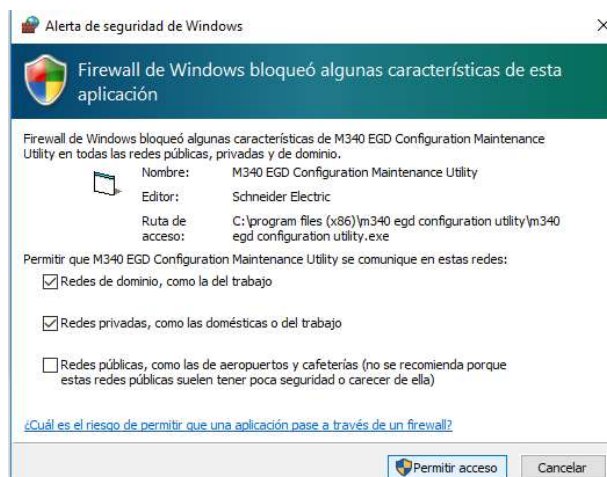 Alerta de seguridad de Windows
Firewall de Windows bloqueó algunas características de esta
aplicación
Firewall de Windows bloqueó algunas características de M340 EGD Configuration Maintenance
Utility en todas las redes públicas, privadas y de dominio.
Nombre: M340 EGD Configuration Maintenance Utility
Editor: Schneider Electric
Ruta de C:\program files (x86)\m340 egd configuration utility\m340
acceso: egd configuration utility.exe
Permitir que M340 EGD Configuration Maintenance Utility se comunique en estas redes:
Redes de dominio, como la del trabajo
Redes privadas, como las domésticas o del trabajo
Redes públicas, como las de aeropuertos y cafeterías (no se recomienda porque
estas redes públicas suelen tener poca seguridad o carecer de ella)
¿Cuál es el riesgo de permitir que una aplicación pase a través de un firewall?
Permitir acceso Cancelar